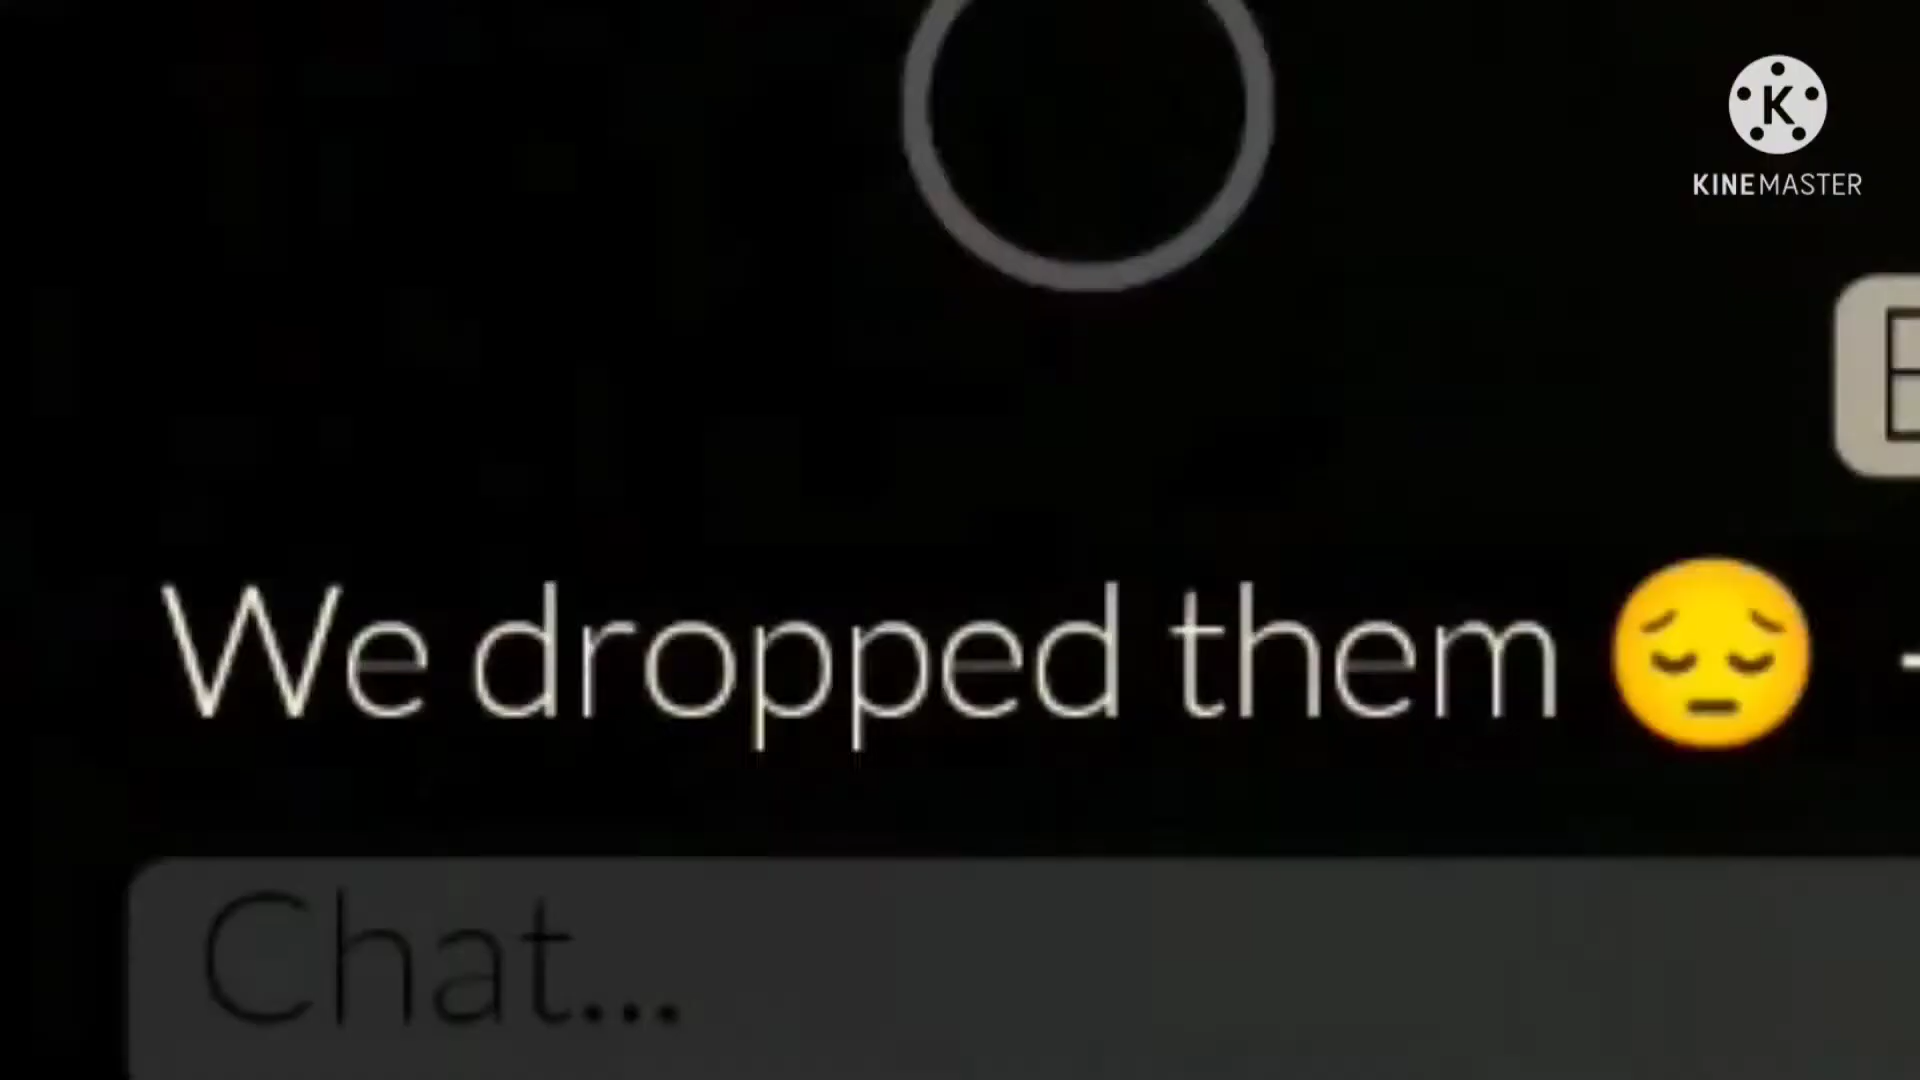 K
KINEMASTER
We dropped them 😔 -
Chat...